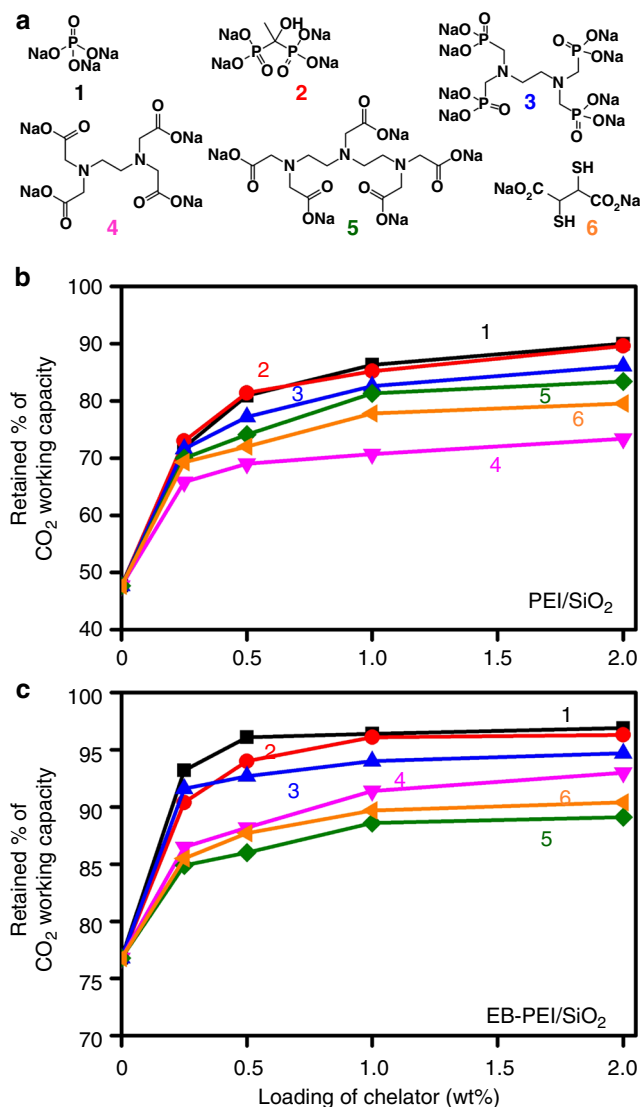 a
O
P
NaO
ONa
ONa
1
OH
NaO
P
P
ONa
NaO
O
O
ONa
2
NaO
O
P
NaO
N
NaO
P
O
NaO
O
ONa
P
ONa
N
ONa
P
ONa
O
3
NaO
O
O
ONa
N
N
NaO
O
O
ONa
4
O
ONa
NaO
O
N
N
N
O
ONa
O
ONa
O
ONa
5
SH
NaO2C
CO2Na
SH
6
b
Retained % of
CO2 working capacity
100
90
80
70
60
50
40
1
2
3
5
6
4
PEI/SiO2
0
0.5
1.0
1.5
2.0
c
Retained % of
CO2 working capacity
100
95
90
85
80
75
70
1
2
3
4
6
5
EB-PEI/SiO2
0
0.5
1.0
1.5
2.0
Loading of chelator (wt%)